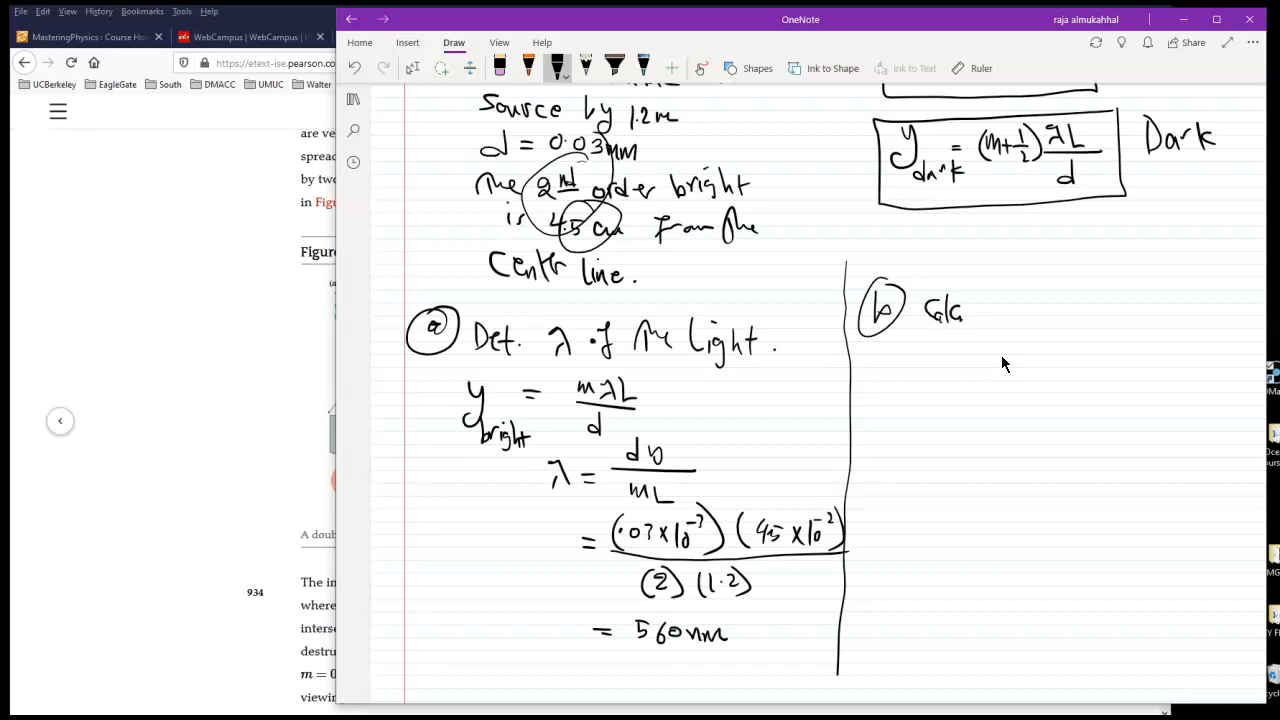 File Edit View History Bookmarks Tools Help
MasteringPhysics : Course Ho
WebCampus | WebCampus | U
https://etext-ise.pearson.co
UCBerkeley EagleGate South DMACC UMUC Walter
are ve
spread
by two
in Figu
Figure
(a
A doub
The in
934
where
interse
destru
m = 0
viewin
OneNote
raja almukahhal
Home Insert Draw View Help
Share
Shapes Ink to Shape Ink to Text Ruler
Source by 1.2m
d = 0.03mm
The 2nd order bright
is 4.5 cm from the
Center line.
y dark = (m+1/2) λL / d
Dark
(a) Det. λ of the light.
y bright = mλL / d
λ = dy / mL
= (.03×10^-3) (4.5×10^-2) / (2) (1.2)
= 560nm
(b) Calc